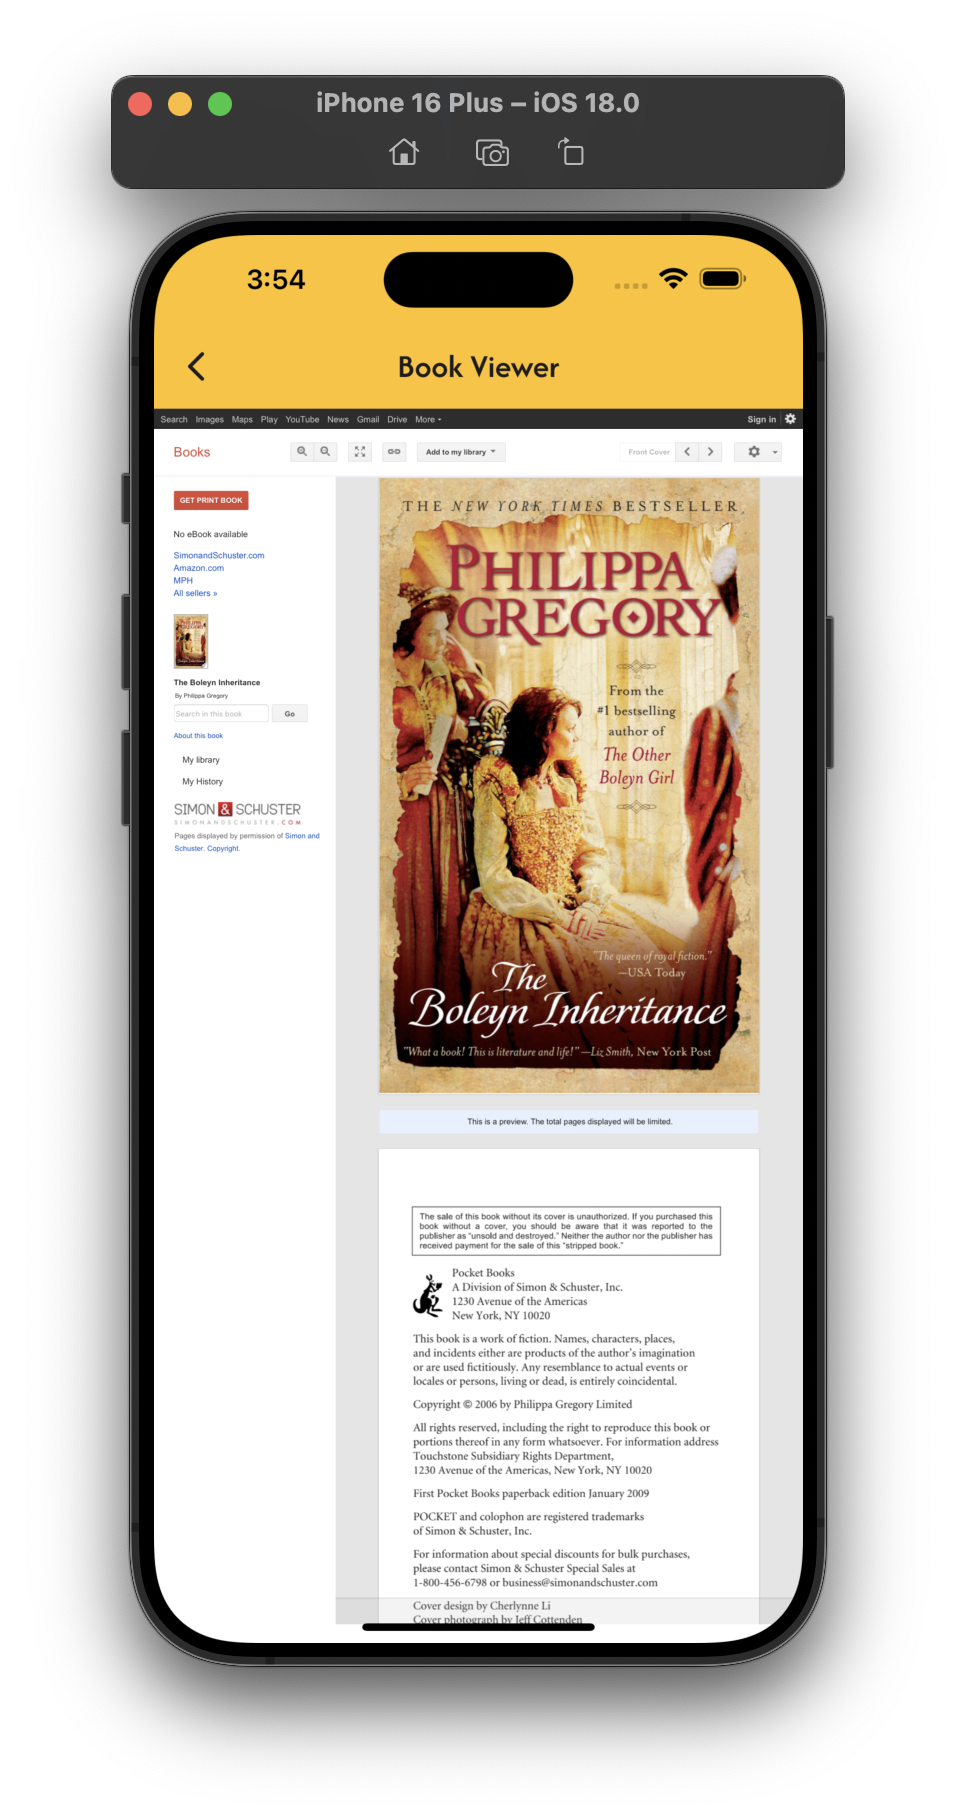 iPhone 16 Plus – iOS 18.0
3:54
Book Viewer
Search Images Maps Play YouTube News Gmail Drive More
Sign in
Books
Add to my library
Front Cover
GET PRINT BOOK
No eBook available
SimonandSchuster.com
Amazon.com
MPH
All sellers »
PHILIPPA
GREGORY
The Boleyn Inheritance
The Boleyn Inheritance
By Philippa Gregory
Search in this book
Go
About this book
My library
My History
SIMON & SCHUSTER
SIMONANDSCHUSTER.COM
Pages displayed by permission of Simon and
Schuster. Copyright.
THE NEW YORK TIMES BESTSELLER
PHILIPPA
GREGORY
From the
#1 bestselling
author of
The Other
Boleyn Girl
"The queen of royal fiction."
—USA Today
The
Boleyn Inheritance
"What a book! This is literature and life!" —Liz Smith, New York Post
This is a preview. The total pages displayed will be limited.
The sale of this book without its cover is unauthorized. If you purchased this
book without a cover, you should be aware that it was reported to the
publisher as "unsold and destroyed." Neither the author nor the publisher has
received payment for the sale of this "stripped book."
Pocket Books
A Division of Simon & Schuster, Inc.
1230 Avenue of the Americas
New York, NY 10020
This book is a work of fiction. Names, characters, places,
and incidents either are products of the author's imagination
or are used fictitiously. Any resemblance to actual events or
locales or persons, living or dead, is entirely coincidental.
Copyright © 2006 by Philippa Gregory Limited
All rights reserved, including the right to reproduce this book or
portions thereof in any form whatsoever. For information address
Touchstone Subsidiary Rights Department,
1230 Avenue of the Americas, New York, NY 10020
First Pocket Books paperback edition January 2009
POCKET and colophon are registered trademarks
of Simon & Schuster, Inc.
For information about special discounts for bulk purchases,
please contact Simon & Schuster Special Sales at
1-800-456-6798 or business@simonandschuster.com
Cover design by Cherlynne Li
Cover photograph by Jeff Cottenden